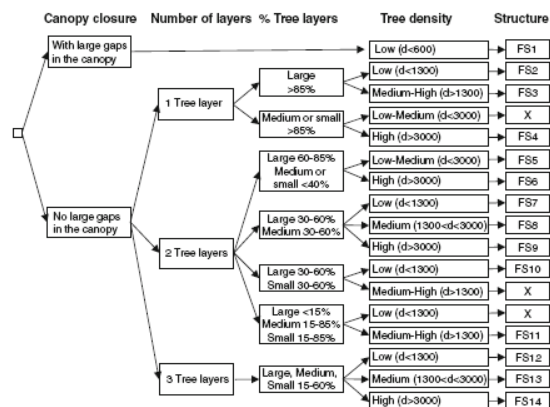 Canopy closure Number of layers % Tree layers Tree density Structure
With large gaps
in the canopy
Low (d<600) FS1
No large gaps
in the canopy
1 Tree layer
Large
>85%
Low (d<1300) FS2
Medium-High (d>1300) FS3
Medium or small
>85%
Low-Medium (d<3000) X
High (d>3000) FS4
2 Tree layers
Large 60-85%
Medium or
small <40%
Low-Medium (d<3000) FS5
High (d>3000) FS6
Large 30-60%
Medium 30-60%
Low (d<1300) FS7
Medium (1300<d<3000) FS8
High (d>3000) FS9
Large 30-60%
Small 30-60%
Low (d<1300) FS10
Medium-High (d>1300) X
Large <15%
Medium 15-85%
Small 15-85%
Low (d<1300) X
Medium-High (d>1300) FS11
3 Tree layers
Large, Medium,
Small 15-60%
Low (d<1300) FS12
Medium (1300<d<3000) FS13
High (d>3000) FS14